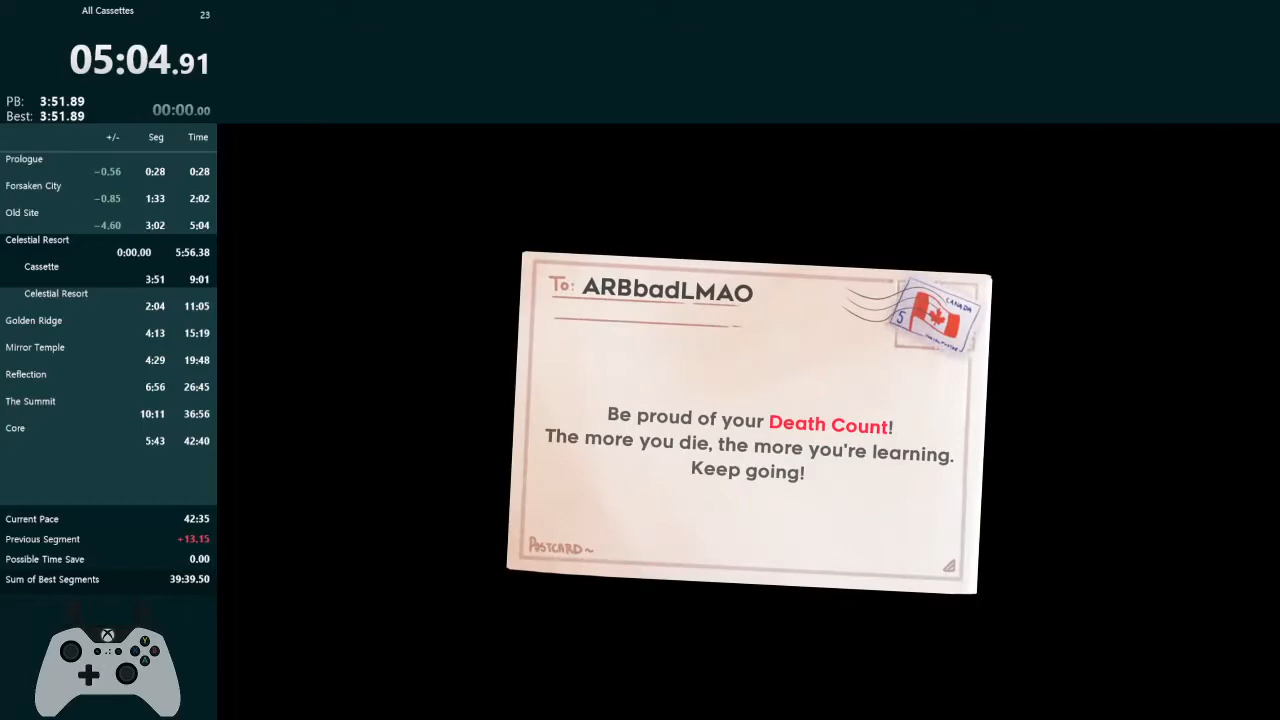 All Cassettes
23
05:04.91
PB: 3:51.89
Best: 3:51.89
00:00.00
+/- Seg Time
Prologue
−0.56 0:28 0:28
Forsaken City
−0.85 1:33 2:02
Old Site
−4.60 3:02 5:04
Celestial Resort
0:00.00 5:56.38
Cassette
3:51 9:01
Celestial Resort
2:04 11:05
Golden Ridge
4:13 15:19
Mirror Temple
4:29 19:48
Reflection
6:56 26:45
The Summit
10:11 36:56
Core
5:43 42:40
Current Pace 42:35
Previous Segment +13.15
Possible Time Save 0.00
Sum of Best Segments 39:39.50
To: ARBbadLMAO
CANADA
5
Be proud of your Death Count!
The more you die, the more you're learning.
Keep going!
POSTCARD~
Y
X B
A